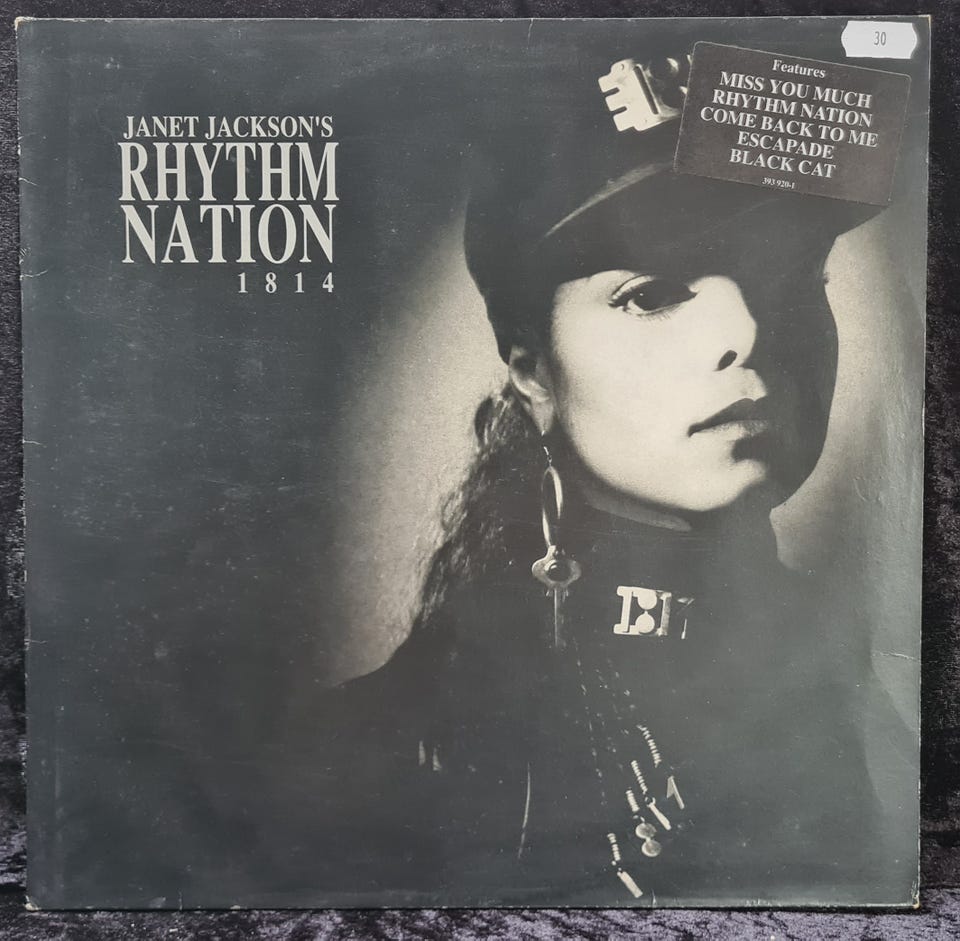 JANET JACKSON'S
RHYTHM
NATION
1814
30
Features
MISS YOU MUCH
RHYTHM NATION
COME BACK TO ME
ESCAPADE
BLACK CAT
393 920-1